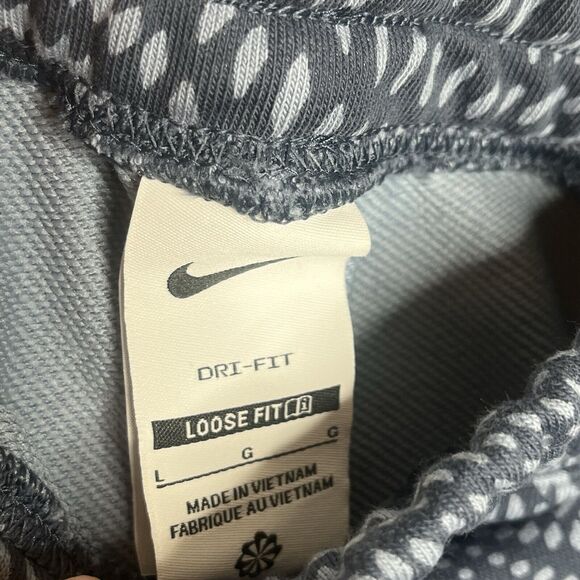 DRI-FIT
LOOSE FIT
L G G
MADE IN VIETNAM
FABRIQUE AU VIETNAM